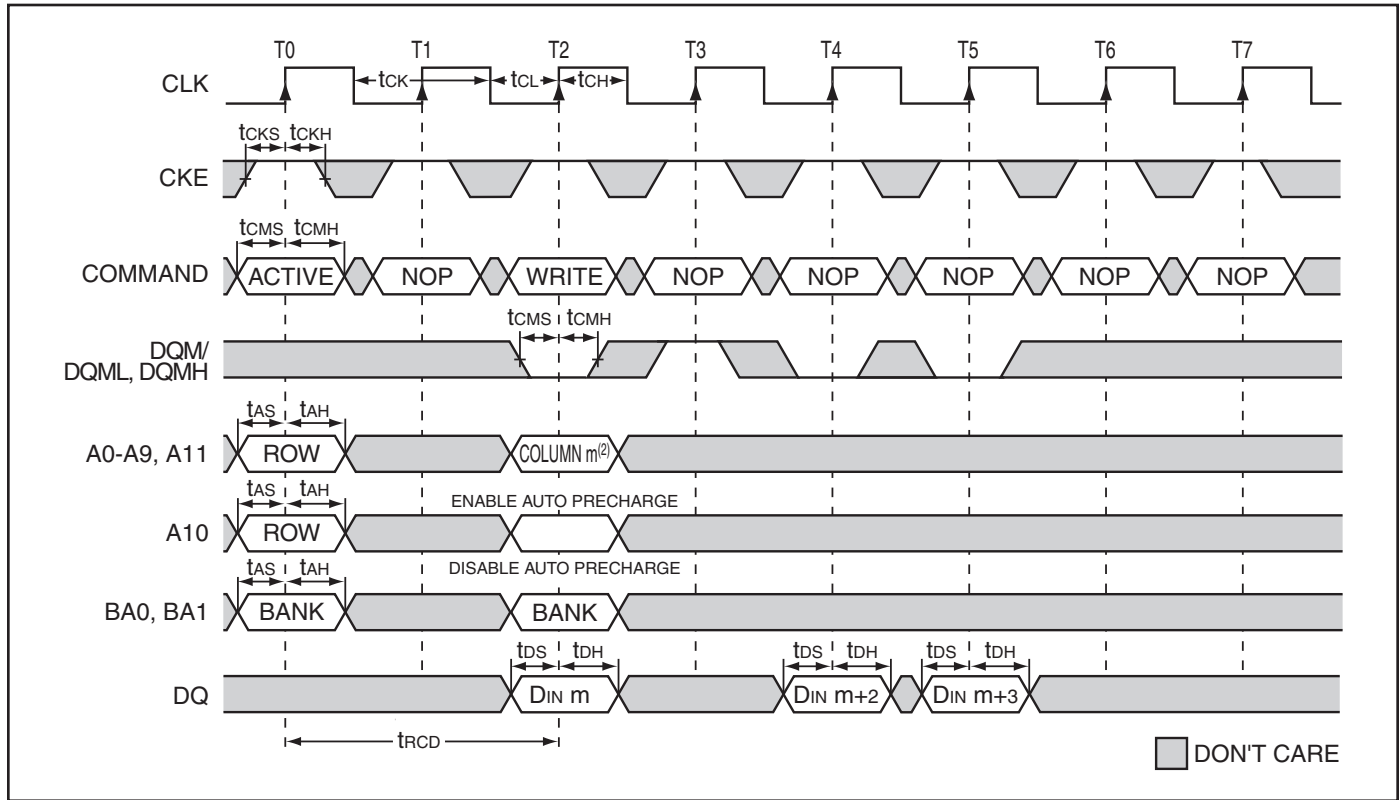 T0 T1 T2 T3 T4 T5 T6 T7
CLK tCK tCL tCH
tCKS tCKH
CKE
tCMS tCMH
COMMAND ACTIVE NOP WRITE NOP NOP NOP NOP NOP
tCMS tCMH
DQM/
DQML, DQMH
tAS tAH
A0-A9, A11 ROW COLUMN m(2)
tAS tAH ENABLE AUTO PRECHARGE
A10 ROW
DISABLE AUTO PRECHARGE
tAS tAH
BA0, BA1 BANK BANK
tDS tDH tDS tDH tDS tDH
DQ DIN m DIN m+2 DIN m+3
tRCD
DON'T CARE